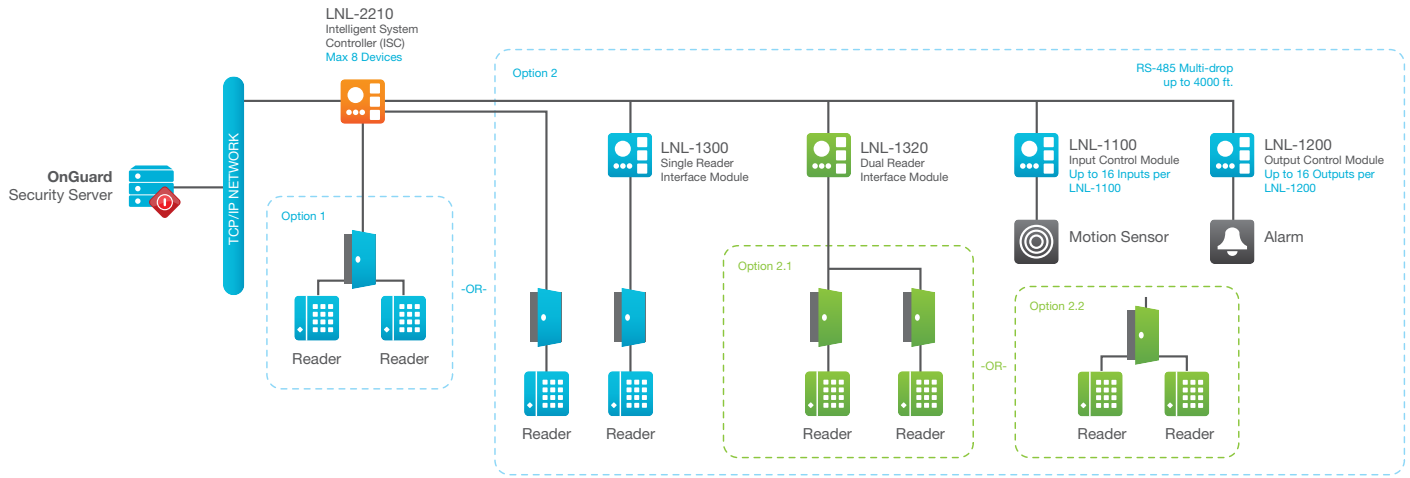 LNL-2210
Intelligent System
Controller (ISC)
Max 8 Devices
Option 2
RS-485 Multi-drop
up to 4000 ft.
OnGuard
Security Server
TCP/IP NETWORK
LNL-1300
Single Reader
Interface Module
LNL-1320
Dual Reader
Interface Module
LNL-1100
Input Control Module
Up to 16 Inputs per
LNL-1100
LNL-1200
Output Control Module
Up to 16 Outputs per
LNL-1200
Option 1
Motion Sensor
Alarm
Option 2.1
-OR-
Option 2.2
Reader
Reader
-OR-
Reader
Reader
Reader
Reader
Reader
Reader